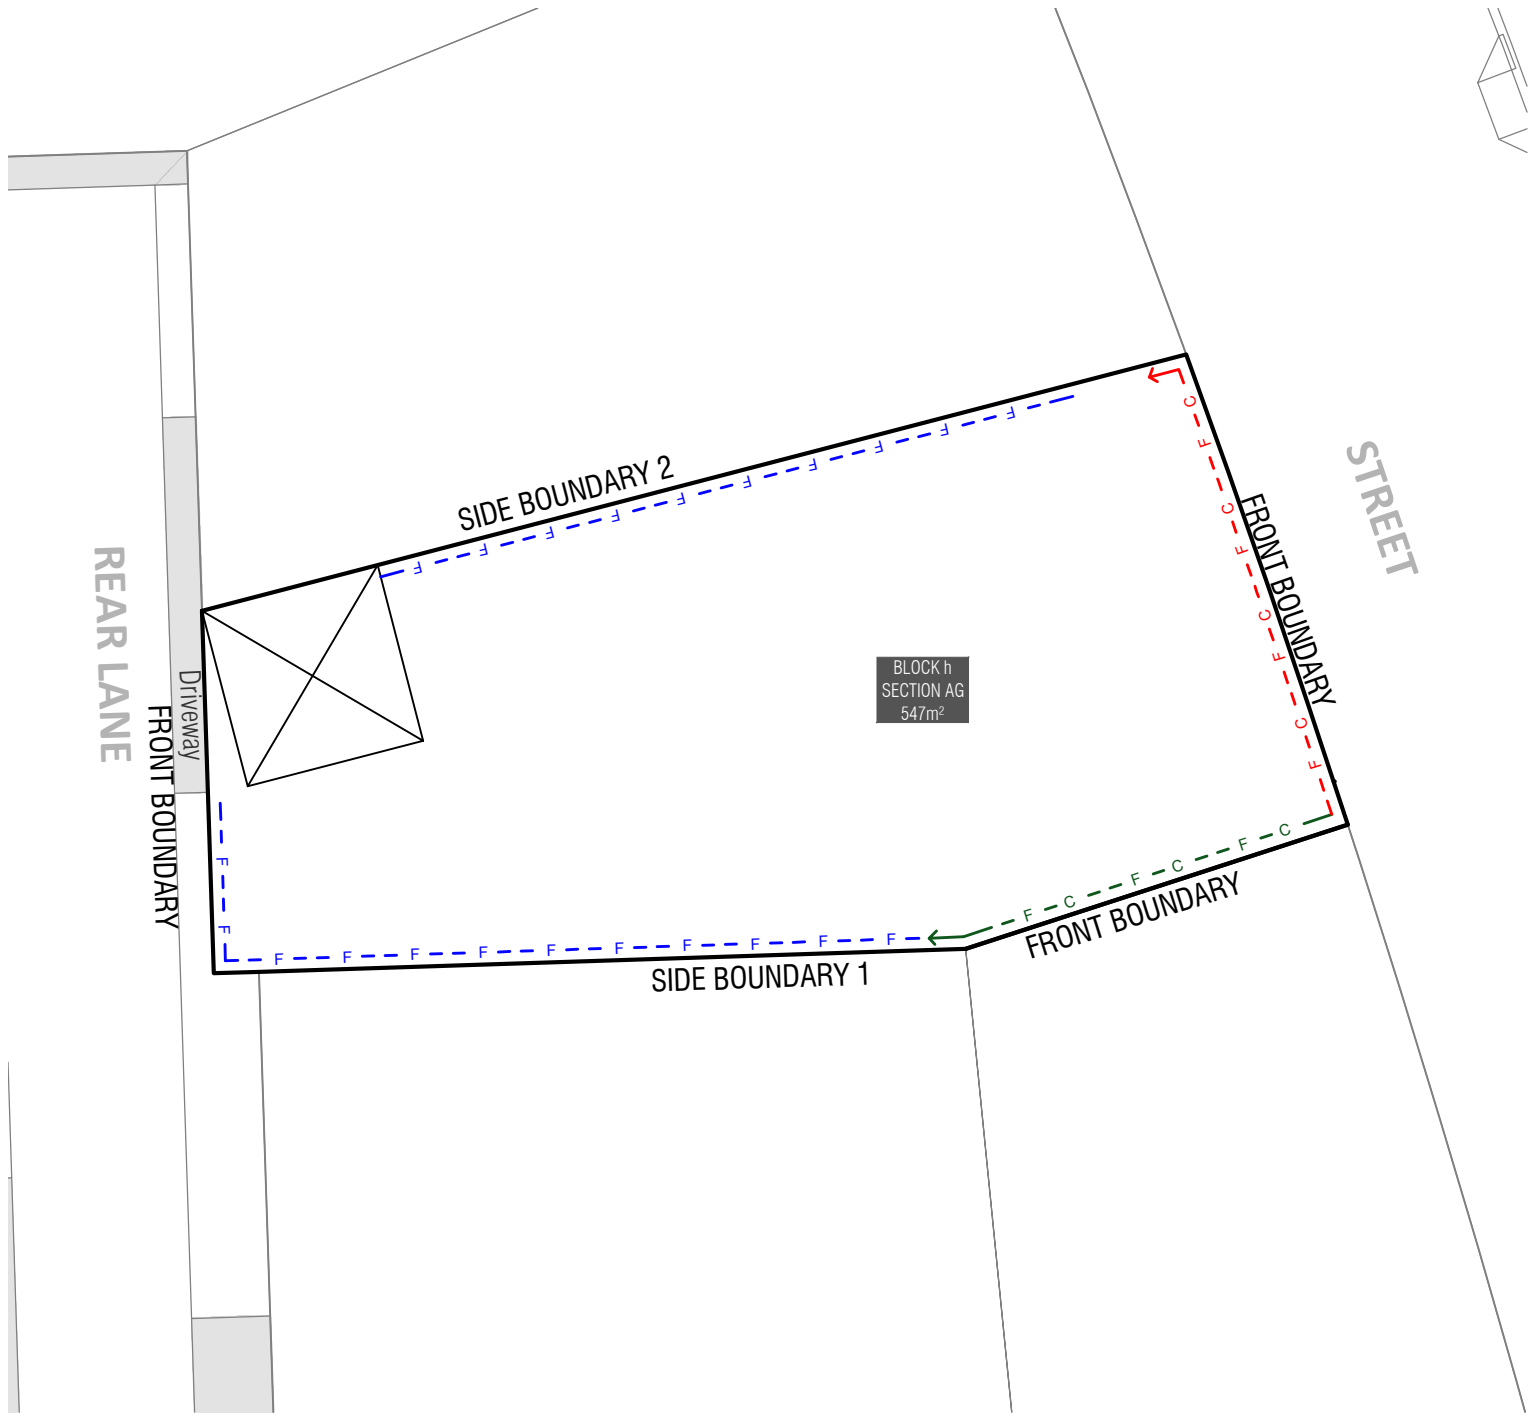 STREET
SIDE BOUNDARY 2
FRONT BOUNDARY
REAR LANE
Driveway
FRONT BOUNDARY
BLOCK h
SECTION AG
547m²
FRONT BOUNDARY
SIDE BOUNDARY 1
F F F F F F F F F F
C F C F C F C F
C F C F C F
F F F F F F F F F F
F F